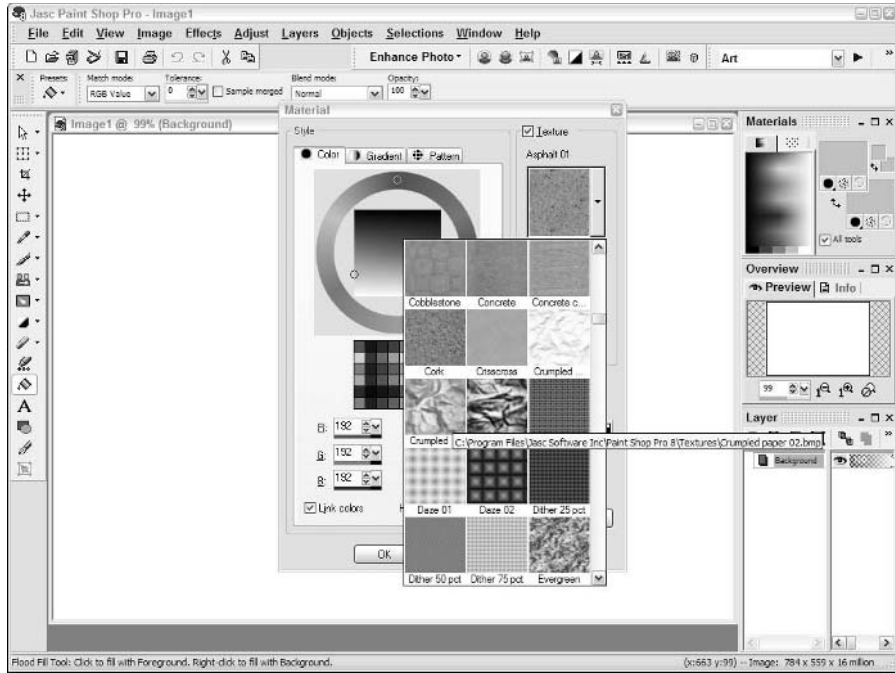 Jasc Paint Shop Pro - Image1
File Edit View Image Effects Adjust Layers Objects Selections Window Help
Enhance Photo Art
Presets: Match mode: Tolerance: Blend mode: Opacity:
RGB Value 0 Sample merged Normal 100
Image1 @ 99% (Background)
Material
Style
Color Gradient Pattern
Texture
Asphalt 01
Cobblestone Concrete Concrete c...
Cork Crisscross Crumpled ...
Crumpled
C:\Program Files\Jasc Software Inc\Paint Shop Pro 8\Textures\Crumpled paper 02.bmp
Daze 01 Daze 02 Dither 25 pct
Dither 50 pct Dither 75 pct Evergreen
R: 192
G: 192
B: 192
Link colors
OK
Materials
All tools
Overview
Preview Info
99
Layer
Background
Flood Fill Tool: Click to fill with Foreground. Right-click to fill with Background.
(x:663 y:99) -- Image: 784 x 559 x 16 million